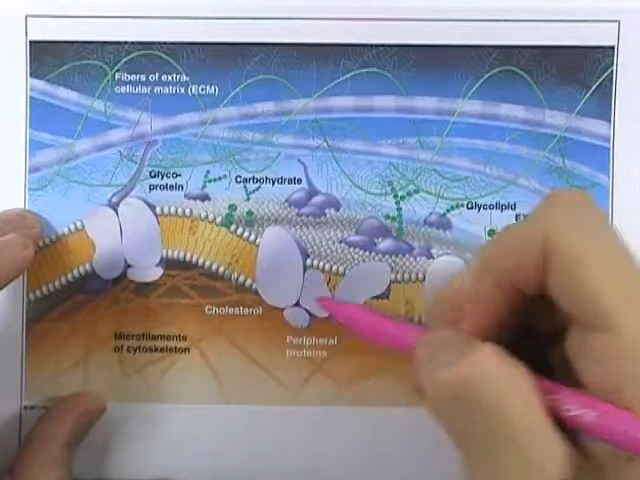 Fibers of extra-
cellular matrix (ECM)
Glyco-
protein
Carbohydrate
Glycolipid
Cholesterol
Microfilaments
of cytoskeleton
Peripheral
proteins